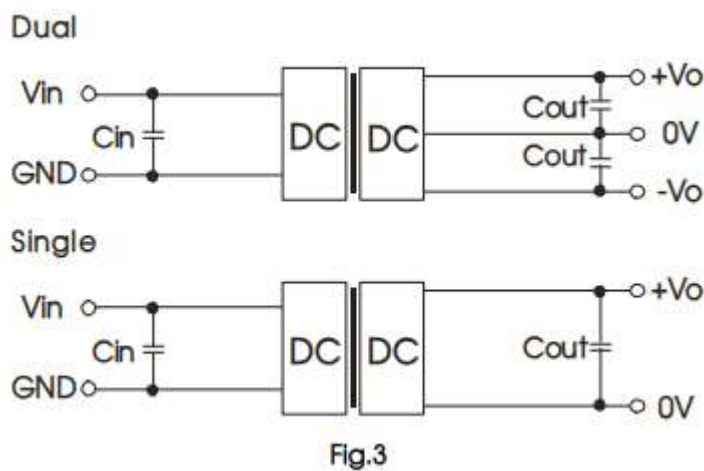 Dual
Vin
Cin
GND
DC DC
+Vo
Cout
0V
Cout
-Vo
Single
Vin
Cin
GND
DC DC
+Vo
Cout
0V
Fig.3